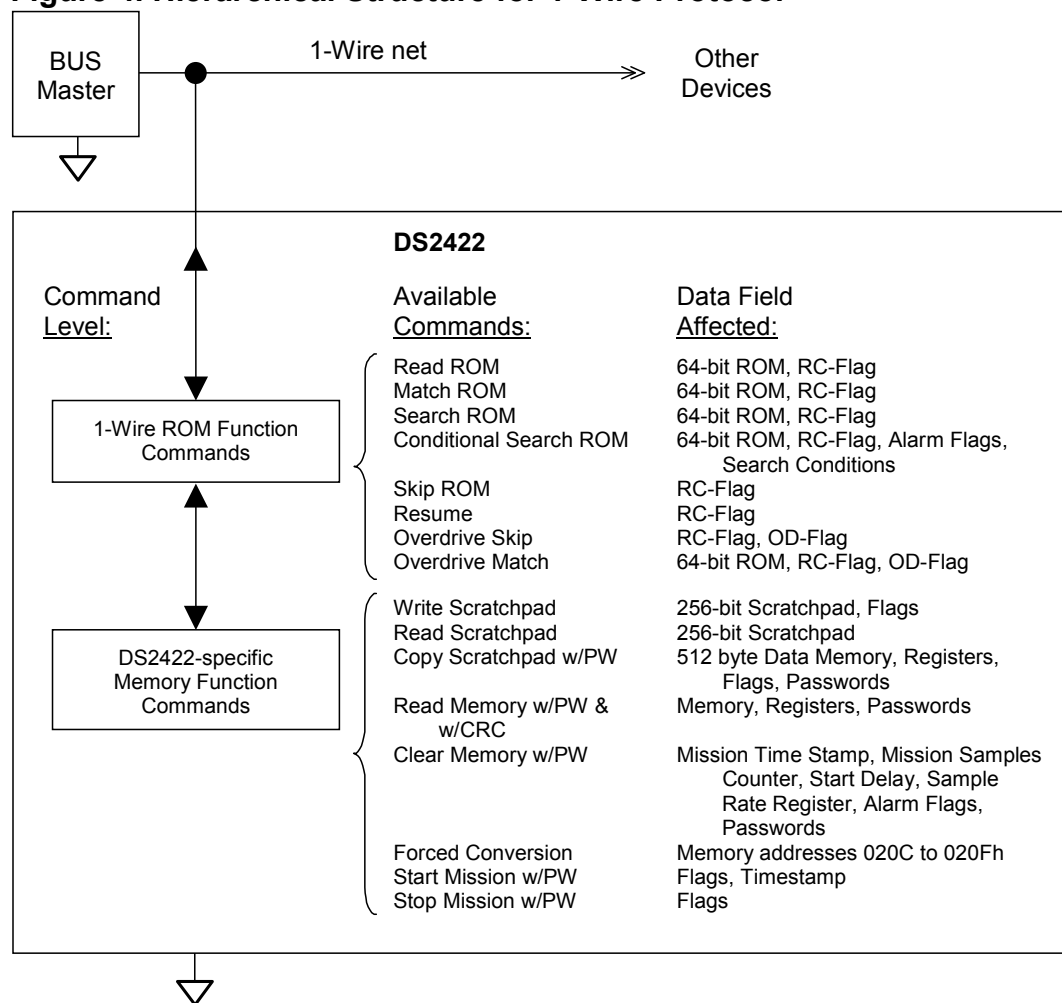 Figure 4. Hierarchical Structure for 1-Wire Protocol
BUS
Master
1-Wire net
Other
Devices
DS2422
Command
Level:
Available
Commands:
Data Field
Affected:
1-Wire ROM Function
Commands
Read ROM 64-bit ROM, RC-Flag
Match ROM 64-bit ROM, RC-Flag
Search ROM 64-bit ROM, RC-Flag
Conditional Search ROM 64-bit ROM, RC-Flag, Alarm Flags,
Search Conditions
Skip ROM RC-Flag
Resume RC-Flag
Overdrive Skip RC-Flag, OD-Flag
Overdrive Match 64-bit ROM, RC-Flag, OD-Flag
DS2422-specific
Memory Function
Commands
Write Scratchpad 256-bit Scratchpad, Flags
Read Scratchpad 256-bit Scratchpad
Copy Scratchpad w/PW 512 byte Data Memory, Registers,
Flags, Passwords
Read Memory w/PW & Memory, Registers, Passwords
w/CRC
Clear Memory w/PW Mission Time Stamp, Mission Samples
Counter, Start Delay, Sample
Rate Register, Alarm Flags,
Passwords
Forced Conversion Memory addresses 020C to 020Fh
Start Mission w/PW Flags, Timestamp
Stop Mission w/PW Flags